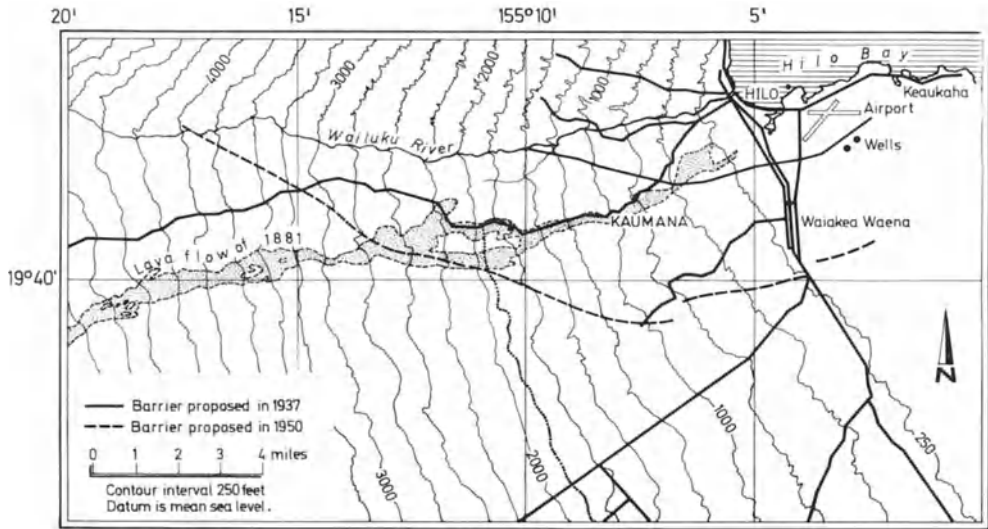 20'
15'
155° 10'
5'
4000
3000
2000
1000
Hilo Bay
HILO
Keaukaha
Airport
Wailuku River
Wells
KAUMANA
Waiakea Waena
Lava flow of 1881
19° 40'
N
Barrier proposed in 1937
Barrier proposed in 1950
0 1 2 3 4 miles
Contour interval 250 feet
Datum is mean sea level.
3000
2000
1000
250